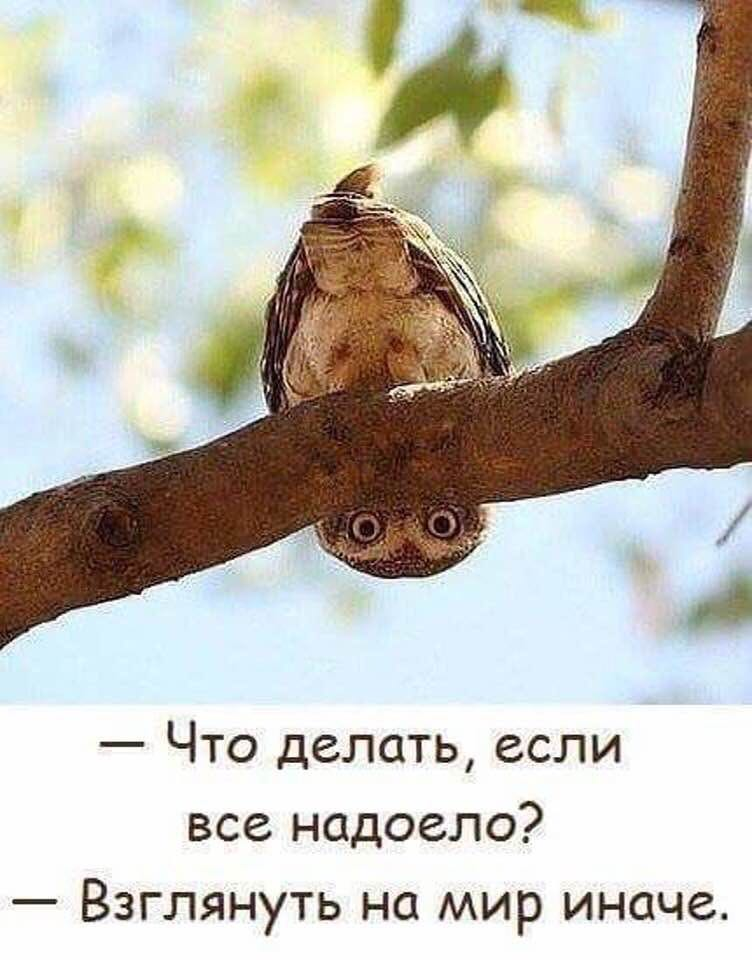 — Что делать, если
все надоело?
— Взглянуть на мир иначе.